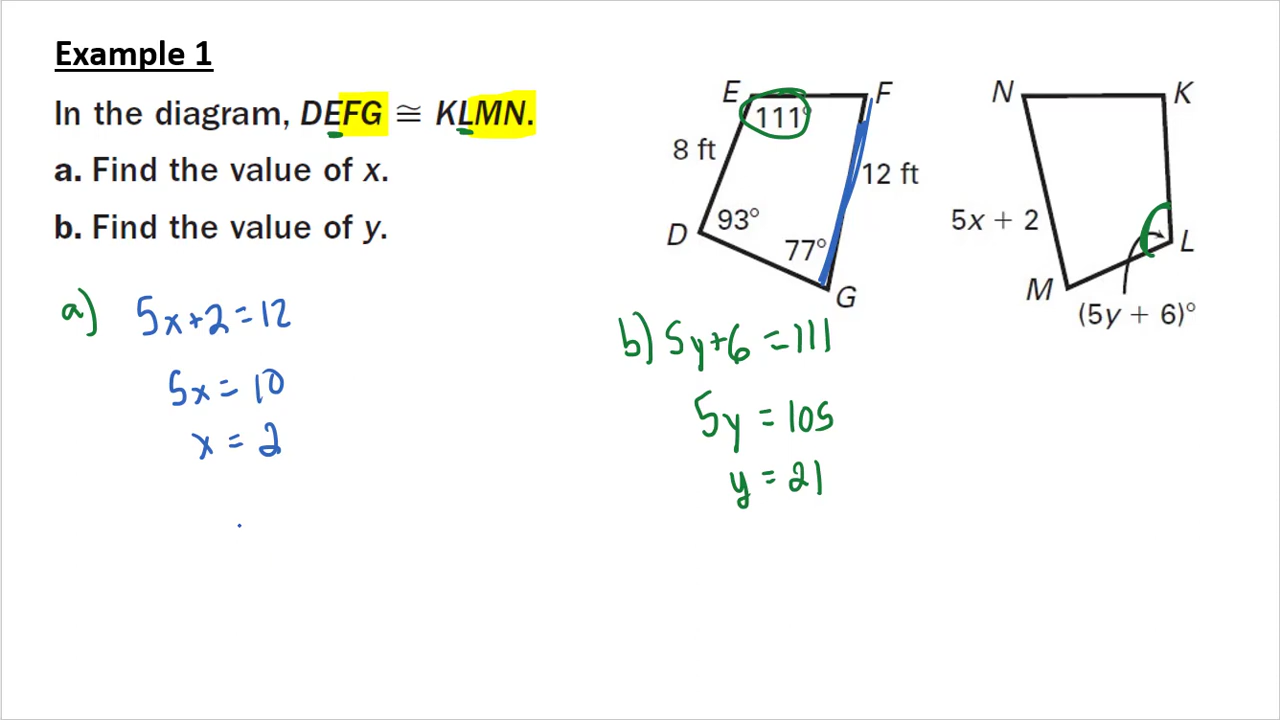 Example 1
In the diagram, DEFG ≅ KLMN.
a. Find the value of x.
b. Find the value of y.
E
F
111°
8 ft
12 ft
D
93°
77°
G
N
K
5x + 2
L
M
(5y + 6)°
a) 5x+2=12
5x = 10
x = 2
b) 5y+6 = 111
5y = 105
y = 21